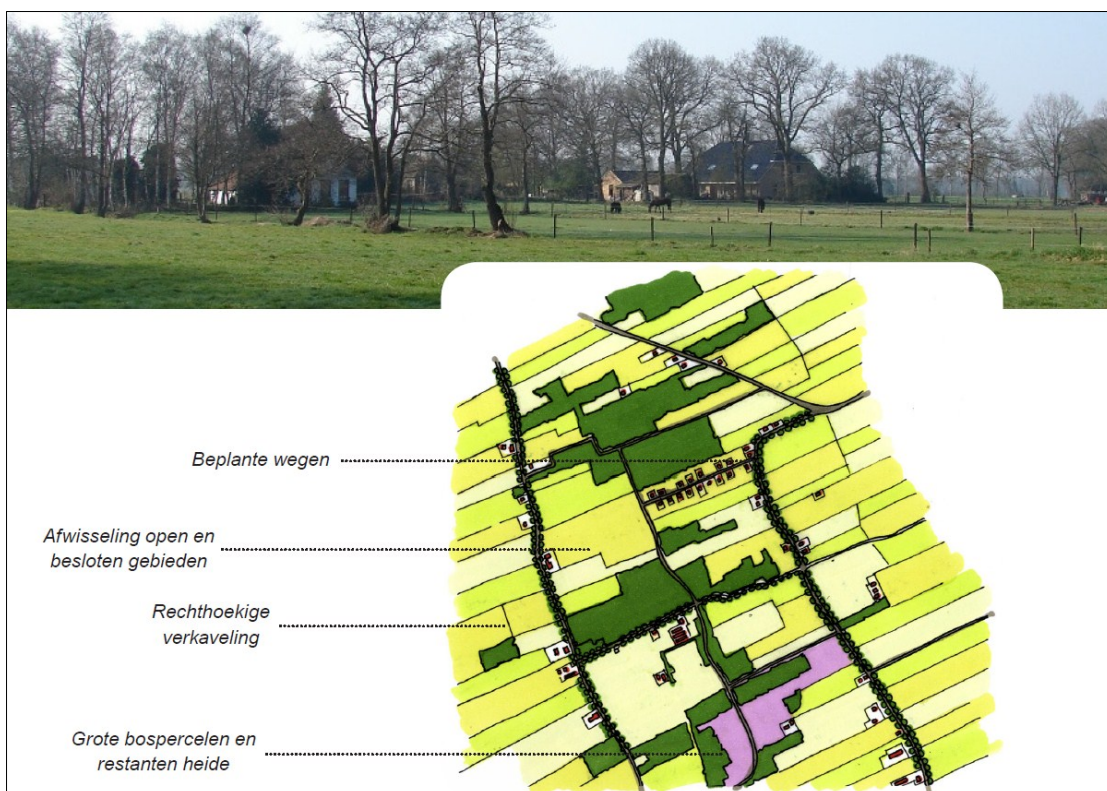 Beplante wegen
Afwisseling open en
besloten gebieden
Rechthoekige
verkaveling
Grote bospercelen en
restanten heide